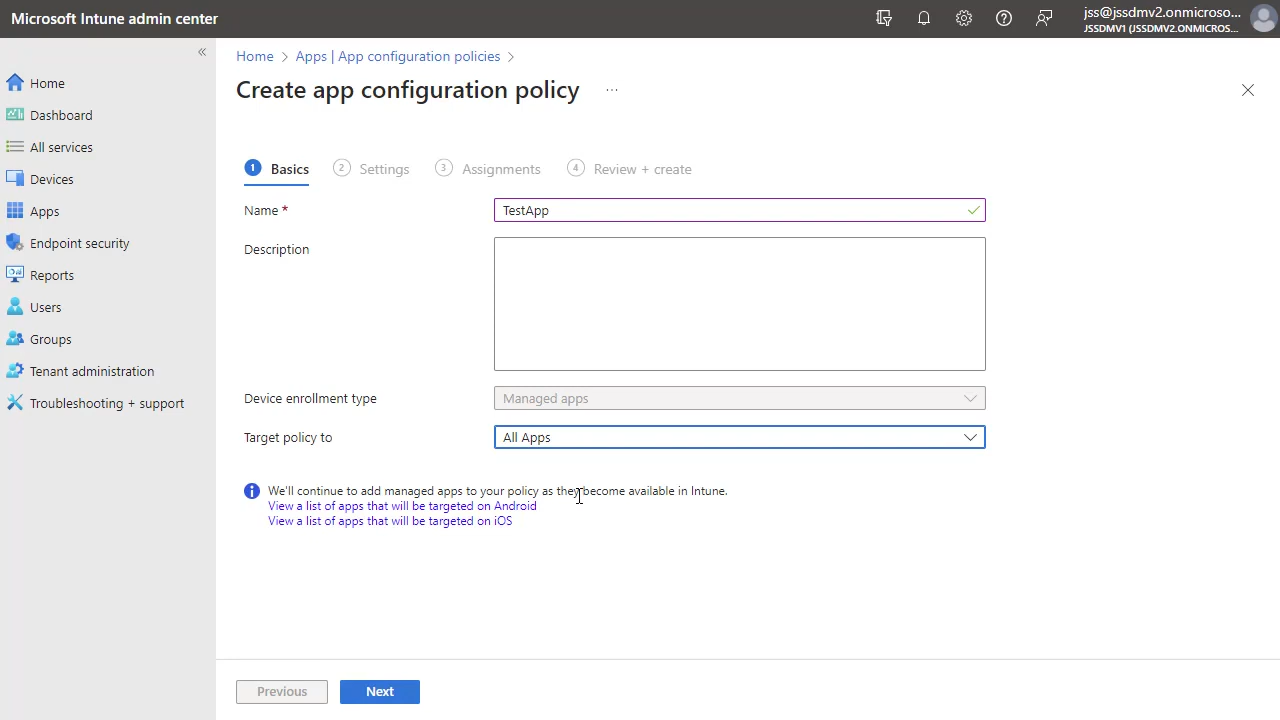 Microsoft Intune admin center
jss@jssdmv2.onmicroso...
JSSDMV1 (JSSDMV2.ONMICROS...
«
Home
Dashboard
All services
Devices
Apps
Endpoint security
Reports
Users
Groups
Tenant administration
Troubleshooting + support
Home > Apps | App configuration policies >
Create app configuration policy ...
1 Basics 2 Settings 3 Assignments 4 Review + create
Name * TestApp
Description
Device enrollment type Managed apps
Target policy to All Apps
We'll continue to add managed apps to your policy as they become available in Intune.
View a list of apps that will be targeted on Android
View a list of apps that will be targeted on iOS
Previous Next